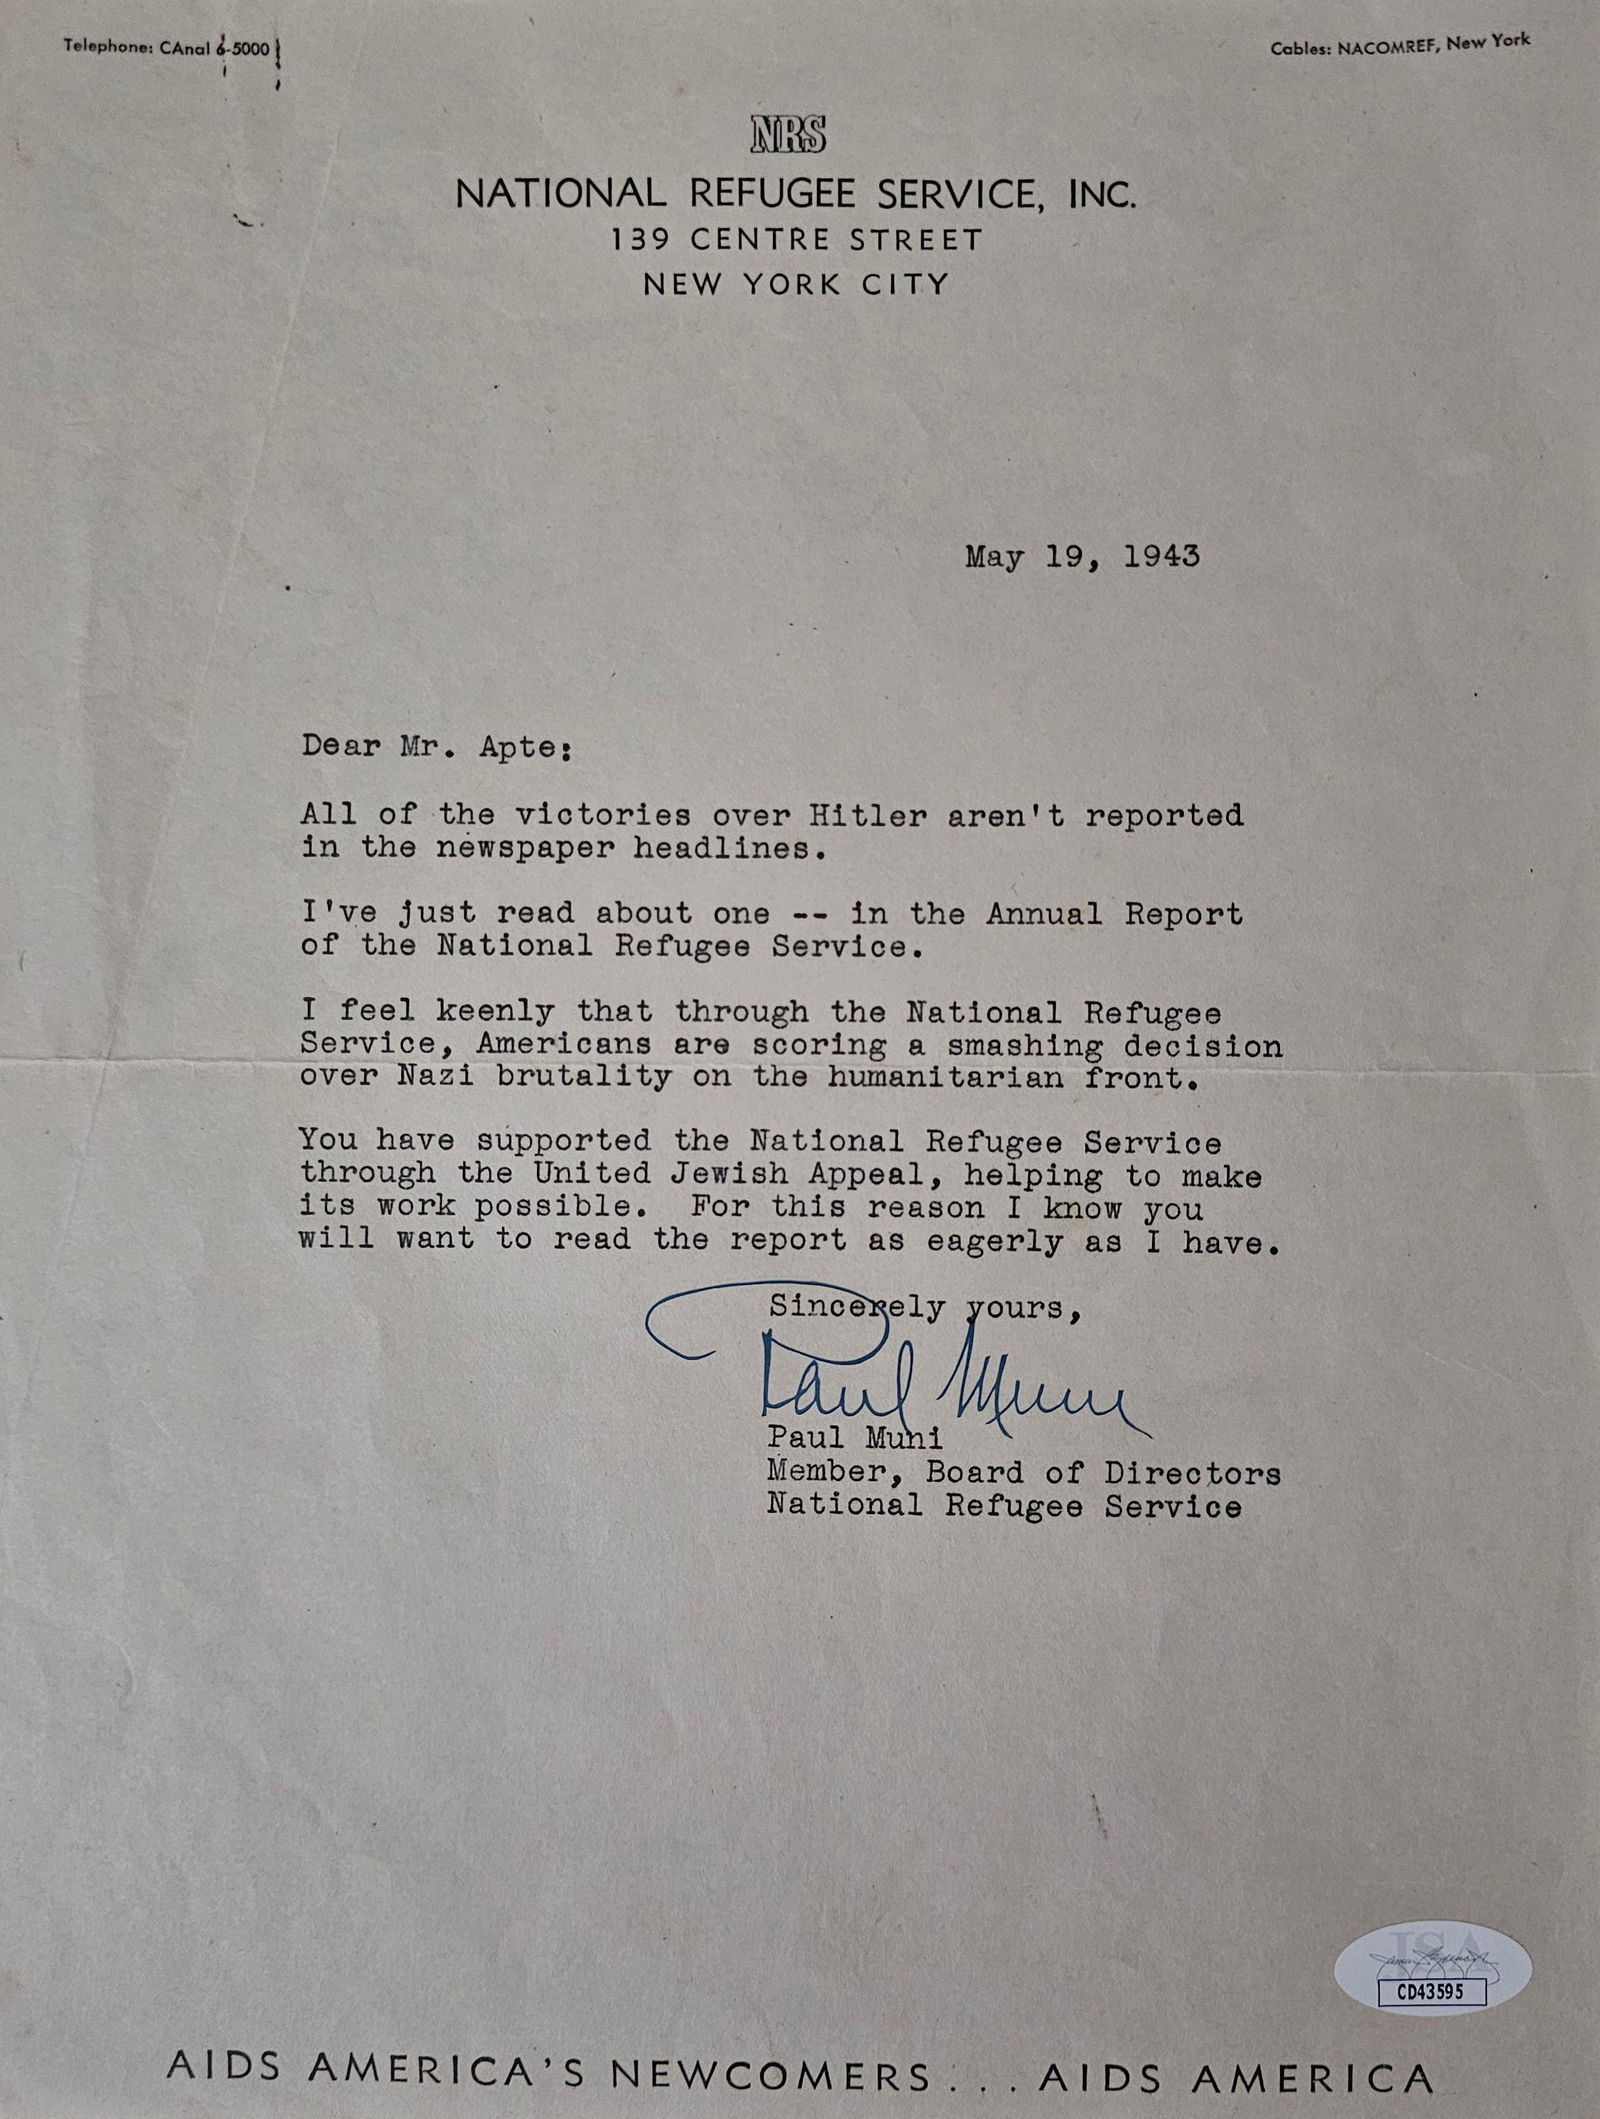 Telephone: CAnal 6-5000
Cables: NACOMREF, New York
NRS
NATIONAL REFUGEE SERVICE, INC.
139 CENTRE STREET
NEW YORK CITY
May 19, 1943
Dear Mr. Apte:
All of the victories over Hitler aren't reported
in the newspaper headlines.
I've just read about one -- in the Annual Report
of the National Refugee Service.
I feel keenly that through the National Refugee
Service, Americans are scoring a smashing decision
over Nazi brutality on the humanitarian front.
You have supported the National Refugee Service
through the United Jewish Appeal, helping to make
its work possible. For this reason I know you
will want to read the report as eagerly as I have.
Sincerely yours,
Paul Muni
Paul Muni
Member, Board of Directors
National Refugee Service
JSA
CD43595
AIDS AMERICA'S NEWCOMERS . . . AIDS AMERICA